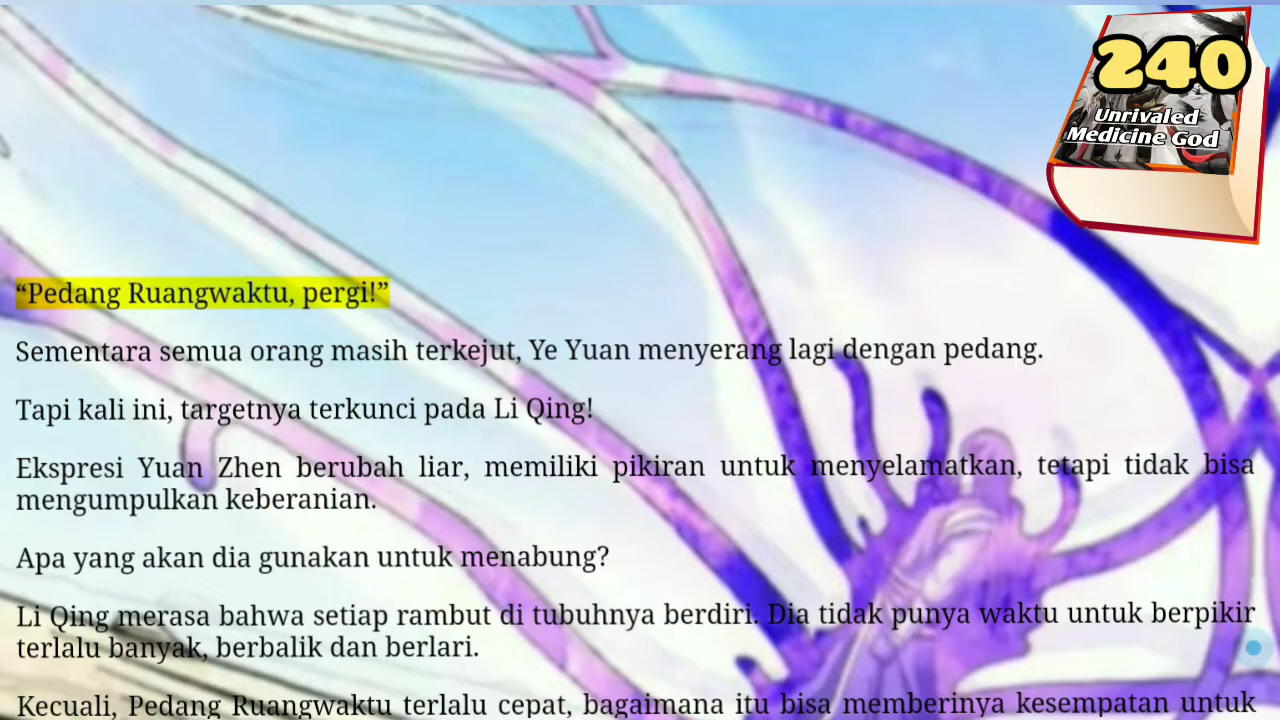 240
Unrivaled
Medicine God
“Pedang Ruangwaktu, pergi!”
Sementara semua orang masih terkejut, Ye Yuan menyerang lagi dengan pedang.
Tapi kali ini, targetnya terkunci pada Li Qing!
Ekspresi Yuan Zhen berubah liar, memiliki pikiran untuk menyelamatkan, tetapi tidak bisa
mengumpulkan keberanian.
Apa yang akan dia gunakan untuk menabung?
Li Qing merasa bahwa setiap rambut di tubuhnya berdiri. Dia tidak punya waktu untuk berpikir
terlalu banyak, berbalik dan berlari.
Kecuali, Pedang Ruangwaktu terlalu cepat, bagaimana itu bisa memberinya kesempatan untuk